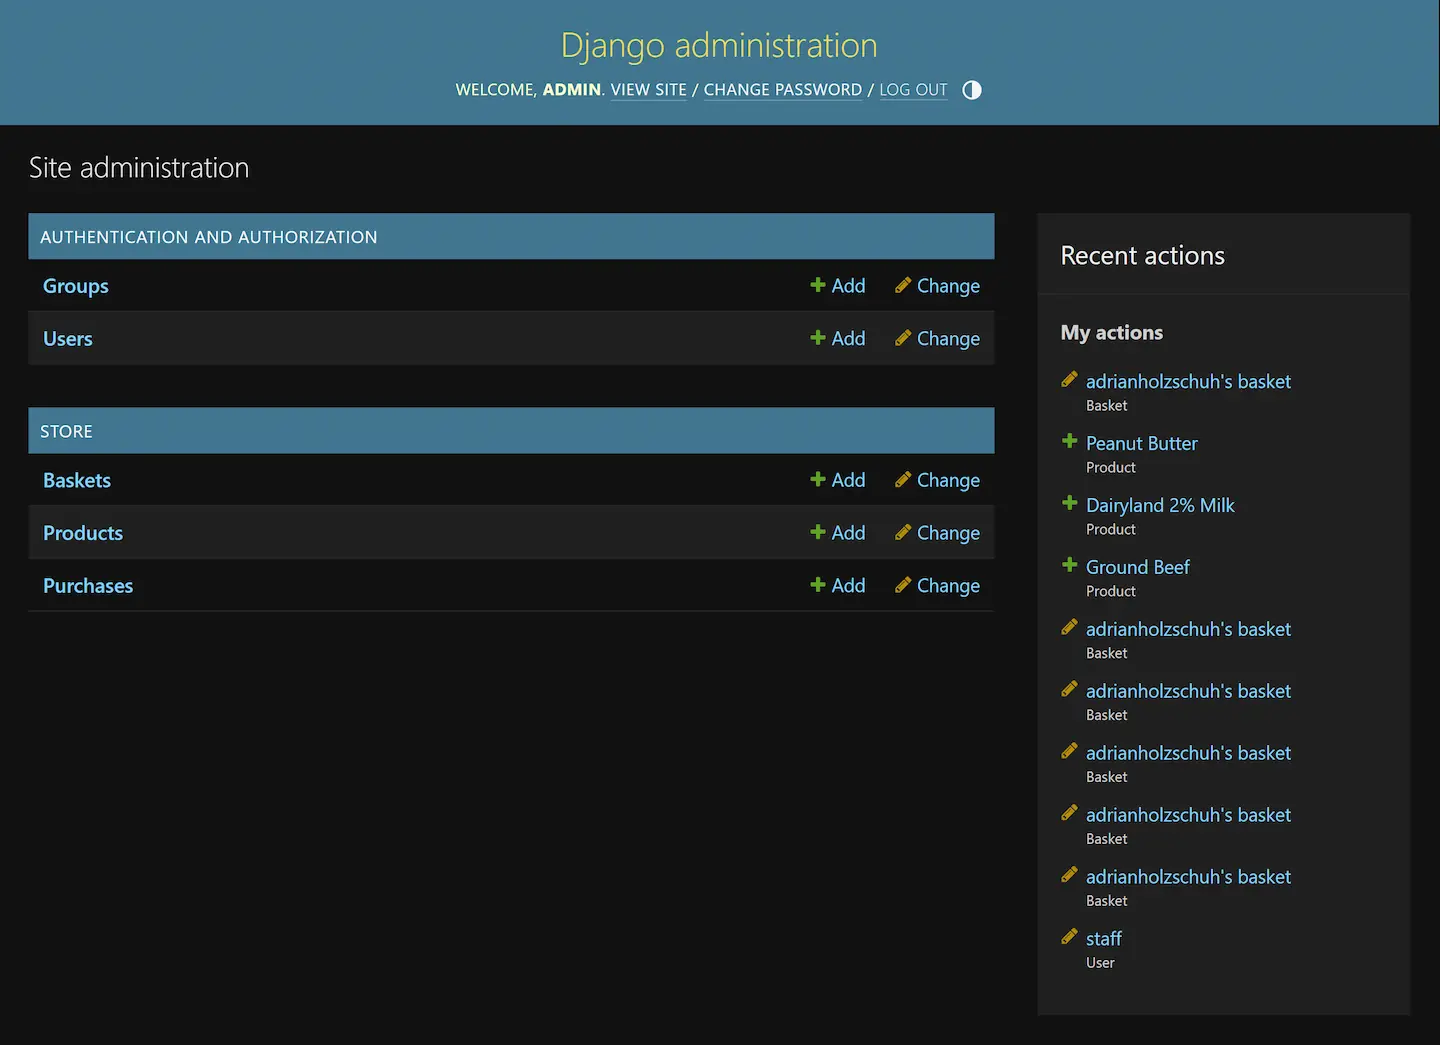 Django administration
WELCOME, ADMIN. VIEW SITE / CHANGE PASSWORD / LOG OUT
Site administration
AUTHENTICATION AND AUTHORIZATION
Groups Add Change
Users Add Change
STORE
Baskets Add Change
Products Add Change
Purchases Add Change
Recent actions
My actions
adrianholzschuh's basket
Basket
Peanut Butter
Product
Dairyland 2% Milk
Product
Ground Beef
Product
adrianholzschuh's basket
Basket
adrianholzschuh's basket
Basket
adrianholzschuh's basket
Basket
adrianholzschuh's basket
Basket
adrianholzschuh's basket
Basket
staff
User